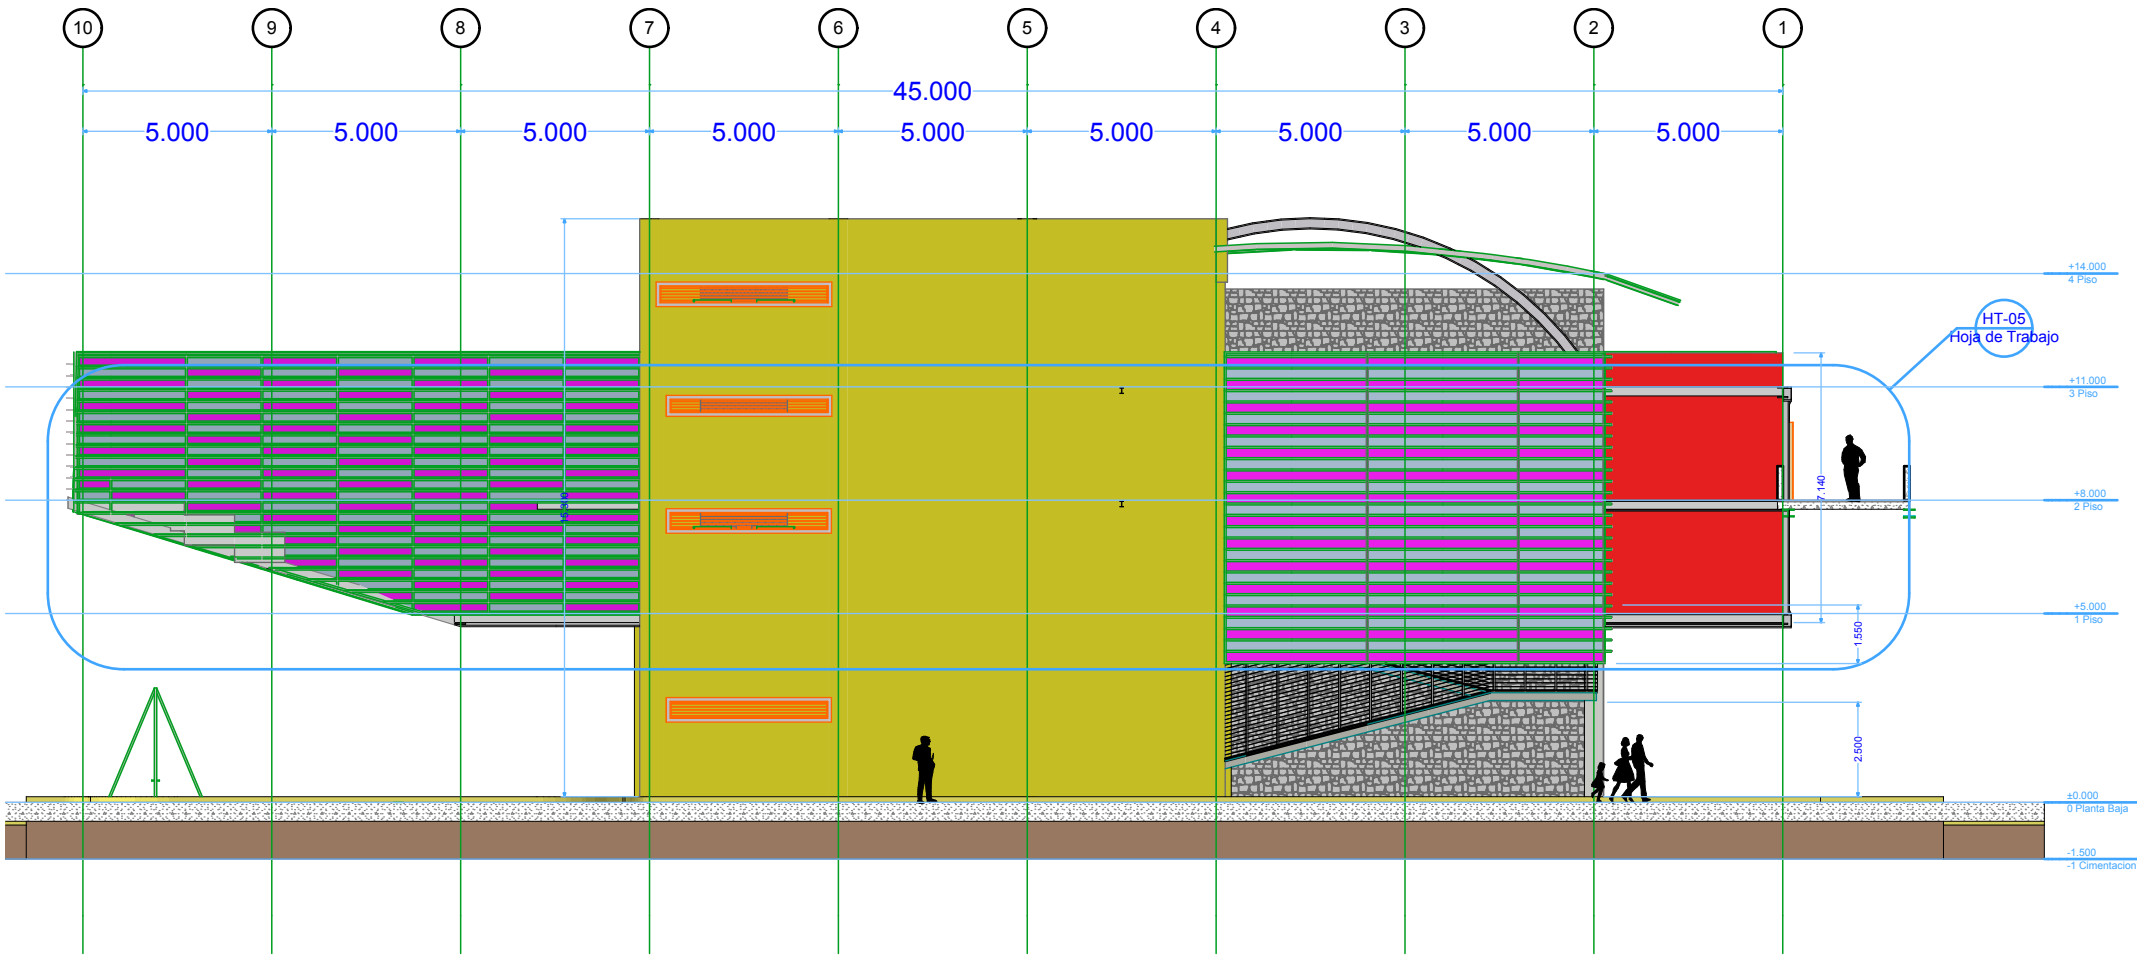 10 9 8 7 6 5 4 3 2 1
45.000
5.000 5.000 5.000 5.000 5.000 5.000 5.000 5.000 5.000
+14.000
4 Piso
HT-05
Hoja de Trabajo
+11.000
3 Piso
7.140
+8.000
2 Piso
+5.000
1 Piso
1.550
2.500
±0.000
0 Planta Baja
-1.500
-1 Cimentacion